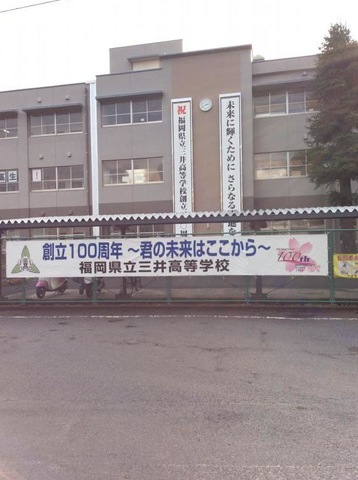 祝 福岡県立三井高等学校創立
未来に輝くために さらなる
創立100周年 ～君の未来はここから～
福岡県立三井高等学校
100th